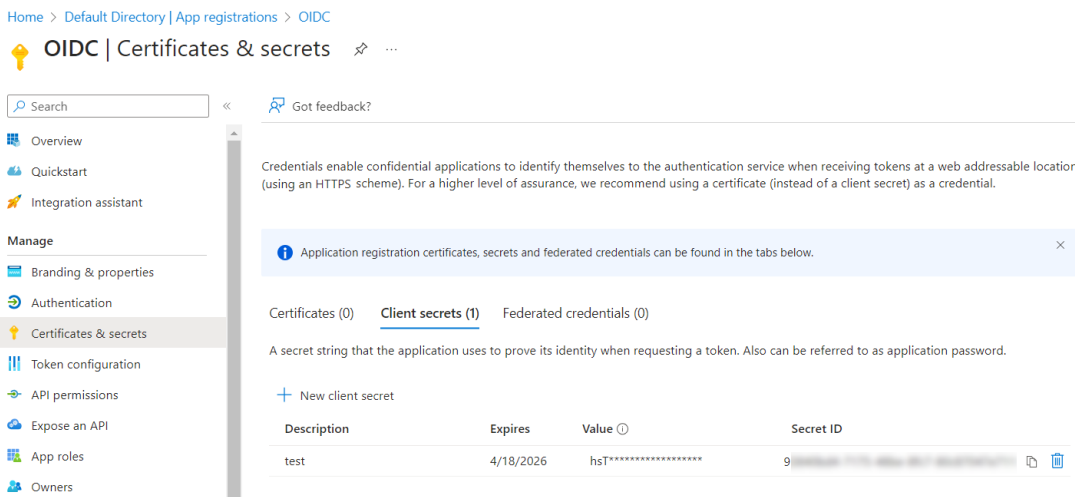 Home > Default Directory | App registrations > OIDC
OIDC | Certificates & secrets
Search
Got feedback?
Overview
Quickstart
Integration assistant
Manage
Branding & properties
Authentication
Certificates & secrets
Token configuration
API permissions
Expose an API
App roles
Owners
Credentials enable confidential applications to identify themselves to the authentication service when receiving tokens at a web addressable location
(using an HTTPS scheme). For a higher level of assurance, we recommend using a certificate (instead of a client secret) as a credential.
Application registration certificates, secrets and federated credentials can be found in the tabs below.
Certificates (0) Client secrets (1) Federated credentials (0)
A secret string that the application uses to prove its identity when requesting a token. Also can be referred to as application password.
New client secret
Description Expires Value Secret ID
test 4/18/2026 hsT****************** 9